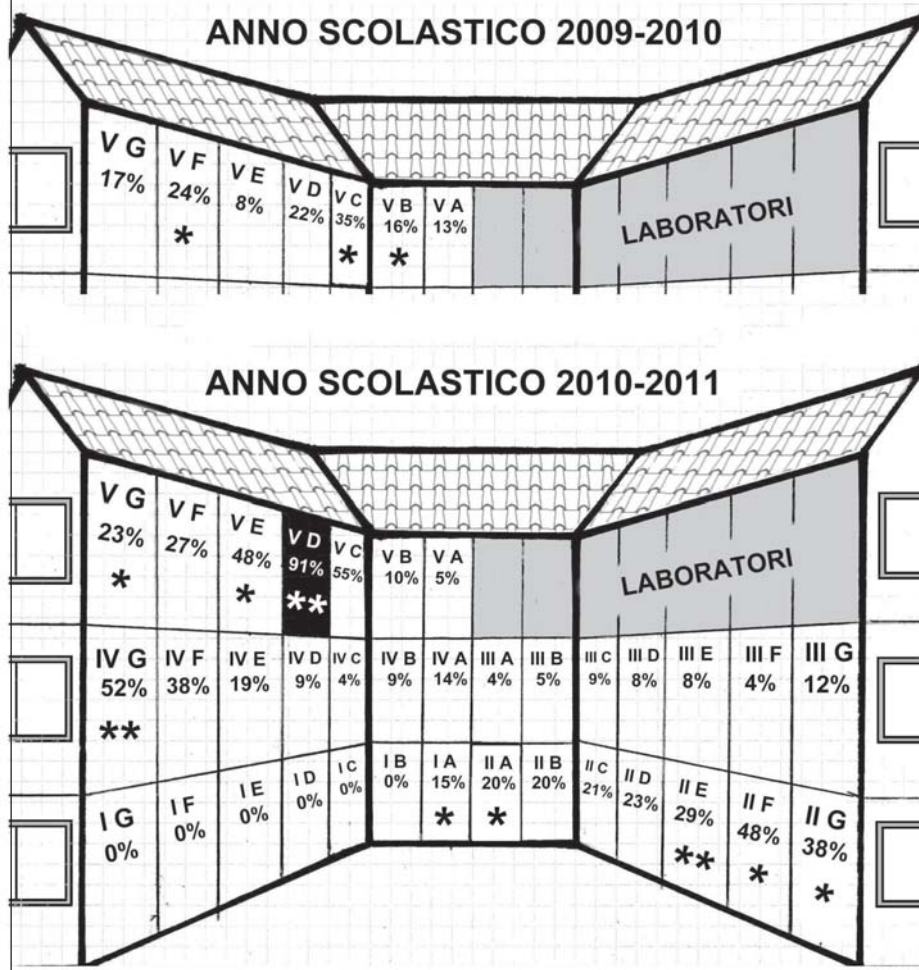 ANNO SCOLASTICO 2009-2010
V G
17%
*
V F
24%
*
V E
8%
V D
22%
V C
35%
*
V B
16%
*
V A
13%
LABORATORI
ANNO SCOLASTICO 2010-2011
V G
23%
*
V F
27%
V E
48%
*
V D
91%
**
V C
55%
V B
10%
V A
5%
LABORATORI
IV G
52%
**
IV F
38%
IV E
19%
IV D
9%
IV C
4%
IV B
9%
IV A
14%
III A
4%
III B
5%
III C
9%
III D
8%
III E
8%
III F
4%
III G
12%
I G
0%
I F
0%
I E
0%
I D
0%
I C
0%
I B
0%
I A
15%
*
II A
20%
*
II B
20%
II C
21%
II D
23%
II E
29%
**
II F
48%
*
II G
38%
*